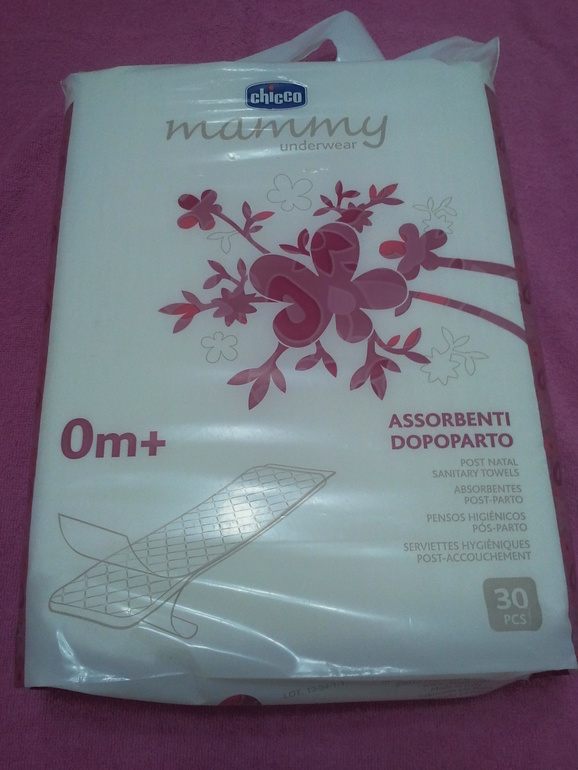 chicco
mammy
underwear
0m+
ASSORBENTI
DOPOPARTO
POST NATAL
SANITARY TOWELS
ABSORBENTES
POST-PARTO
PENSOS HIGIÉNICOS
PÓS-PARTO
SERVIETTES HYGIÉNIQUES
POST-ACCOUCHEMENT
30
PCS